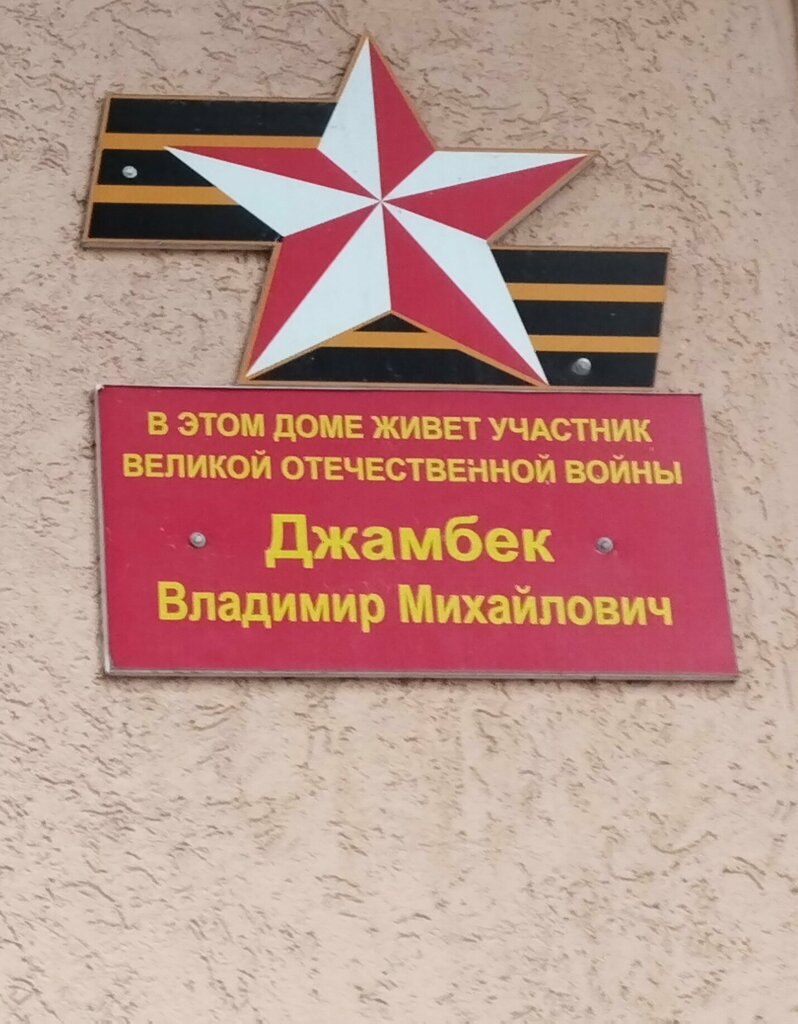 В ЭТОМ ДОМЕ ЖИВЕТ УЧАСТНИК
ВЕЛИКОЙ ОТЕЧЕСТВЕННОЙ ВОЙНЫ
Джамбек
Владимир Михайлович